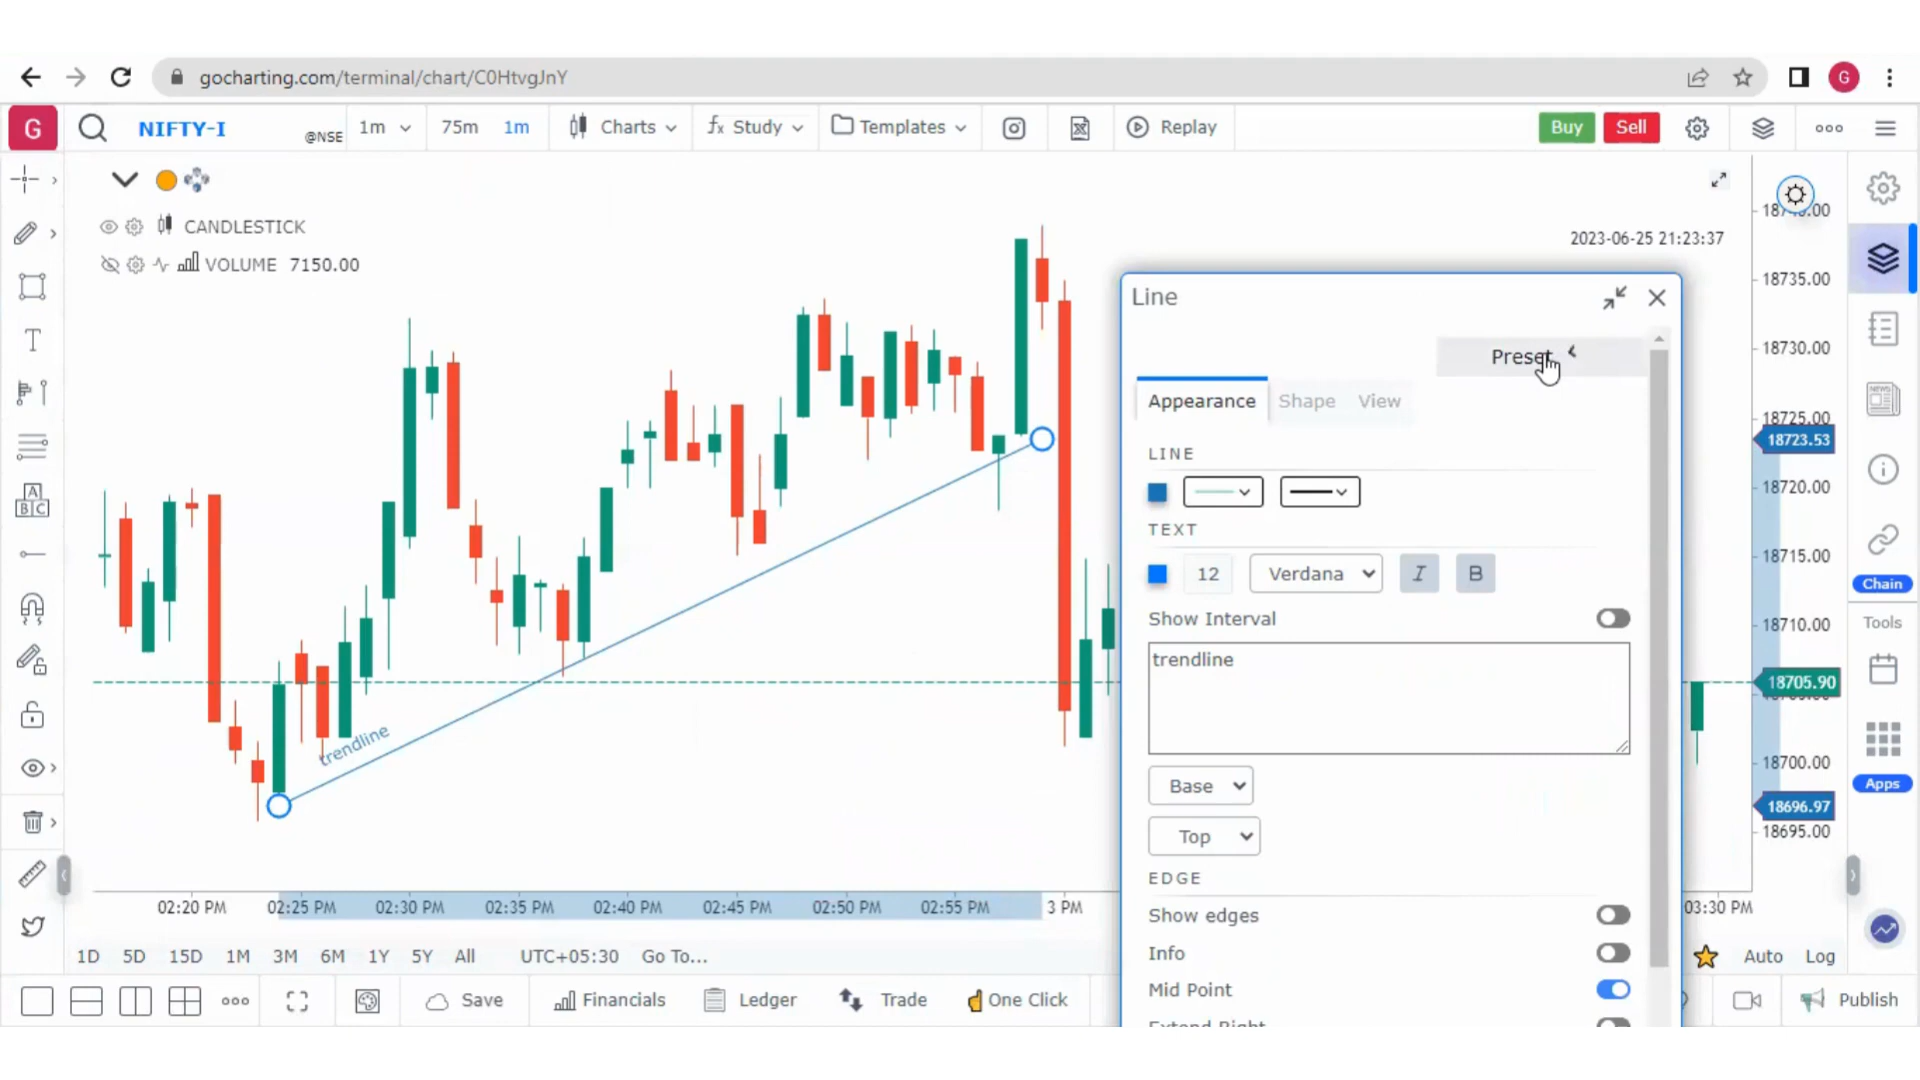 gocharting.com/terminal/chart/C0HtvgJnY
G
G
NIFTY-I
@NSE
1m
75m
1m
Charts
fx Study
Templates
Replay
Buy
Sell
CANDLESTICK
VOLUME 7150.00
2023-06-25 21:23:37
18735.00
18730.00
18725.00
18723.53
18720.00
18715.00
18710.00
18705.90
18700.00
18696.97
18695.00
trendline
Line
Preset
Appearance
Shape
View
LINE
TEXT
12
Verdana
I
B
Show Interval
trendline
Base
Top
EDGE
Show edges
Info
Mid Point
Extend Right
T
A
B C
NEWS
Chain
Tools
Apps
02:20 PM
02:25 PM
02:30 PM
02:35 PM
02:40 PM
02:45 PM
02:50 PM
02:55 PM
3 PM
03:30 PM
1D
5D
15D
1M
3M
6M
1Y
5Y
All
UTC+05:30
Go To...
Auto
Log
Save
Financials
Ledger
Trade
One Click
Publish